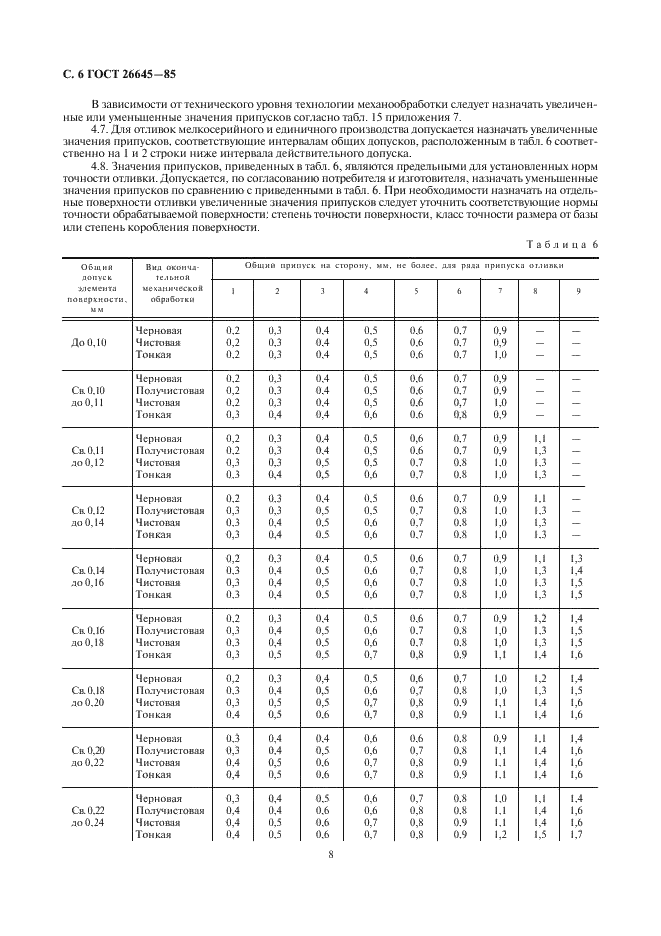 С. 6 ГОСТ 26645—85
В зависимости от технического уровня технологии механообработки следует назначать увеличен-
ные или уменьшенные значения припусков согласно табл. 15 приложения 7.
4.7. Для отливок мелкосерийного и единичного производства допускается назначать увеличенные
значения припусков, соответствующие интервалам общих допусков, расположенным в табл. 6 соответ-
ственно на 1 и 2 строки ниже интервала действительного допуска.
4.8. Значения припусков, приведенных в табл. 6, являются предельными для установленных норм
точности отливки. Допускается, по согласованию потребителя и изготовителя, назначать уменьшенные
значения припусков по сравнению с приведенными в табл. 6. При необходимости назначать на отдель-
ные поверхности отливки увеличенные значения припусков следует уточнить соответствующие нормы
точности обрабатываемой поверхности: степень точности поверхности, класс точности размера от базы
или степень коробления поверхности.
Таблица 6
Общий допуск элемента поверхности, мм | Вид оконча-тельной механической обработки | Общий припуск на сторону, мм, не более, для ряда припуска отливки
1 2 3 4 5 6 7 8 9
До 0,10
Черновая 0,2 0,3 0,4 0,5 0,6 0,7 0,9 — —
Чистовая 0,2 0,3 0,4 0,5 0,6 0,7 0,9 — —
Тонкая 0,2 0,3 0,4 0,5 0,6 0,7 1,0 — —
Св. 0,10 до 0,11
Черновая 0,2 0,3 0,4 0,5 0,6 0,7 0,9 — —
Получистовая 0,2 0,3 0,4 0,5 0,6 0,7 0,9 — —
Чистовая 0,2 0,3 0,4 0,5 0,6 0,7 1,0 — —
Тонкая 0,3 0,4 0,4 0,6 0,6 0,8 0,9 — —
Св. 0,11 до 0,12
Черновая 0,2 0,3 0,4 0,5 0,6 0,7 0,9 1,1 —
Получистовая 0,2 0,3 0,4 0,5 0,6 0,7 0,9 1,3 —
Чистовая 0,3 0,3 0,5 0,5 0,7 0,8 1,0 1,3 —
Тонкая 0,3 0,4 0,5 0,6 0,7 0,8 1,0 1,3 —
Св. 0,12 до 0,14
Черновая 0,2 0,3 0,4 0,5 0,6 0,7 0,9 1,1 —
Получистовая 0,3 0,3 0,5 0,5 0,7 0,8 1,0 1,3 —
Чистовая 0,3 0,4 0,5 0,6 0,7 0,8 1,0 1,3 —
Тонкая 0,3 0,4 0,5 0,6 0,7 0,8 1,0 1,3 —
Св. 0,14 до 0,16
Черновая 0,2 0,3 0,4 0,5 0,6 0,7 0,9 1,1 1,3
Получистовая 0,3 0,4 0,5 0,6 0,7 0,8 1,0 1,3 1,4
Чистовая 0,3 0,4 0,5 0,6 0,7 0,8 1,0 1,3 1,5
Тонкая 0,3 0,4 0,5 0,6 0,7 0,8 1,0 1,3 1,5
Св. 0,16 до 0,18
Черновая 0,2 0,3 0,4 0,5 0,6 0,7 0,9 1,2 1,4
Получистовая 0,3 0,4 0,5 0,6 0,7 0,8 1,0 1,3 1,5
Чистовая 0,3 0,4 0,5 0,6 0,7 0,8 1,0 1,3 1,5
Тонкая 0,3 0,5 0,5 0,7 0,8 0,9 1,1 1,4 1,6
Св. 0,18 до 0,20
Черновая 0,2 0,3 0,4 0,5 0,6 0,7 1,0 1,2 1,4
Получистовая 0,3 0,4 0,5 0,6 0,7 0,8 1,0 1,3 1,5
Чистовая 0,3 0,5 0,5 0,7 0,8 0,9 1,1 1,4 1,6
Тонкая 0,4 0,5 0,6 0,7 0,8 0,9 1,1 1,4 1,6
Св. 0,20 до 0,22
Черновая 0,3 0,4 0,4 0,6 0,6 0,8 0,9 1,1 1,4
Получистовая 0,3 0,4 0,5 0,6 0,7 0,8 1,1 1,4 1,6
Чистовая 0,4 0,5 0,6 0,7 0,8 0,9 1,1 1,4 1,6
Тонкая 0,4 0,5 0,6 0,7 0,8 0,9 1,1 1,4 1,6
Св. 0,22 до 0,24
Черновая 0,3 0,4 0,5 0,6 0,7 0,8 1,0 1,1 1,4
Получистовая 0,4 0,4 0,6 0,6 0,8 0,8 1,1 1,4 1,6
Чистовая 0,4 0,5 0,6 0,7 0,8 0,9 1,1 1,4 1,6
Тонкая 0,4 0,5 0,6 0,7 0,8 0,9 1,2 1,5 1,7
8